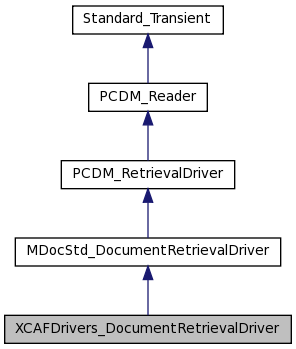 Standard_Transient
PCDM_Reader
PCDM_RetrievalDriver
MDocStd_DocumentRetrievalDriver
XCAFDrivers_DocumentRetrievalDriver